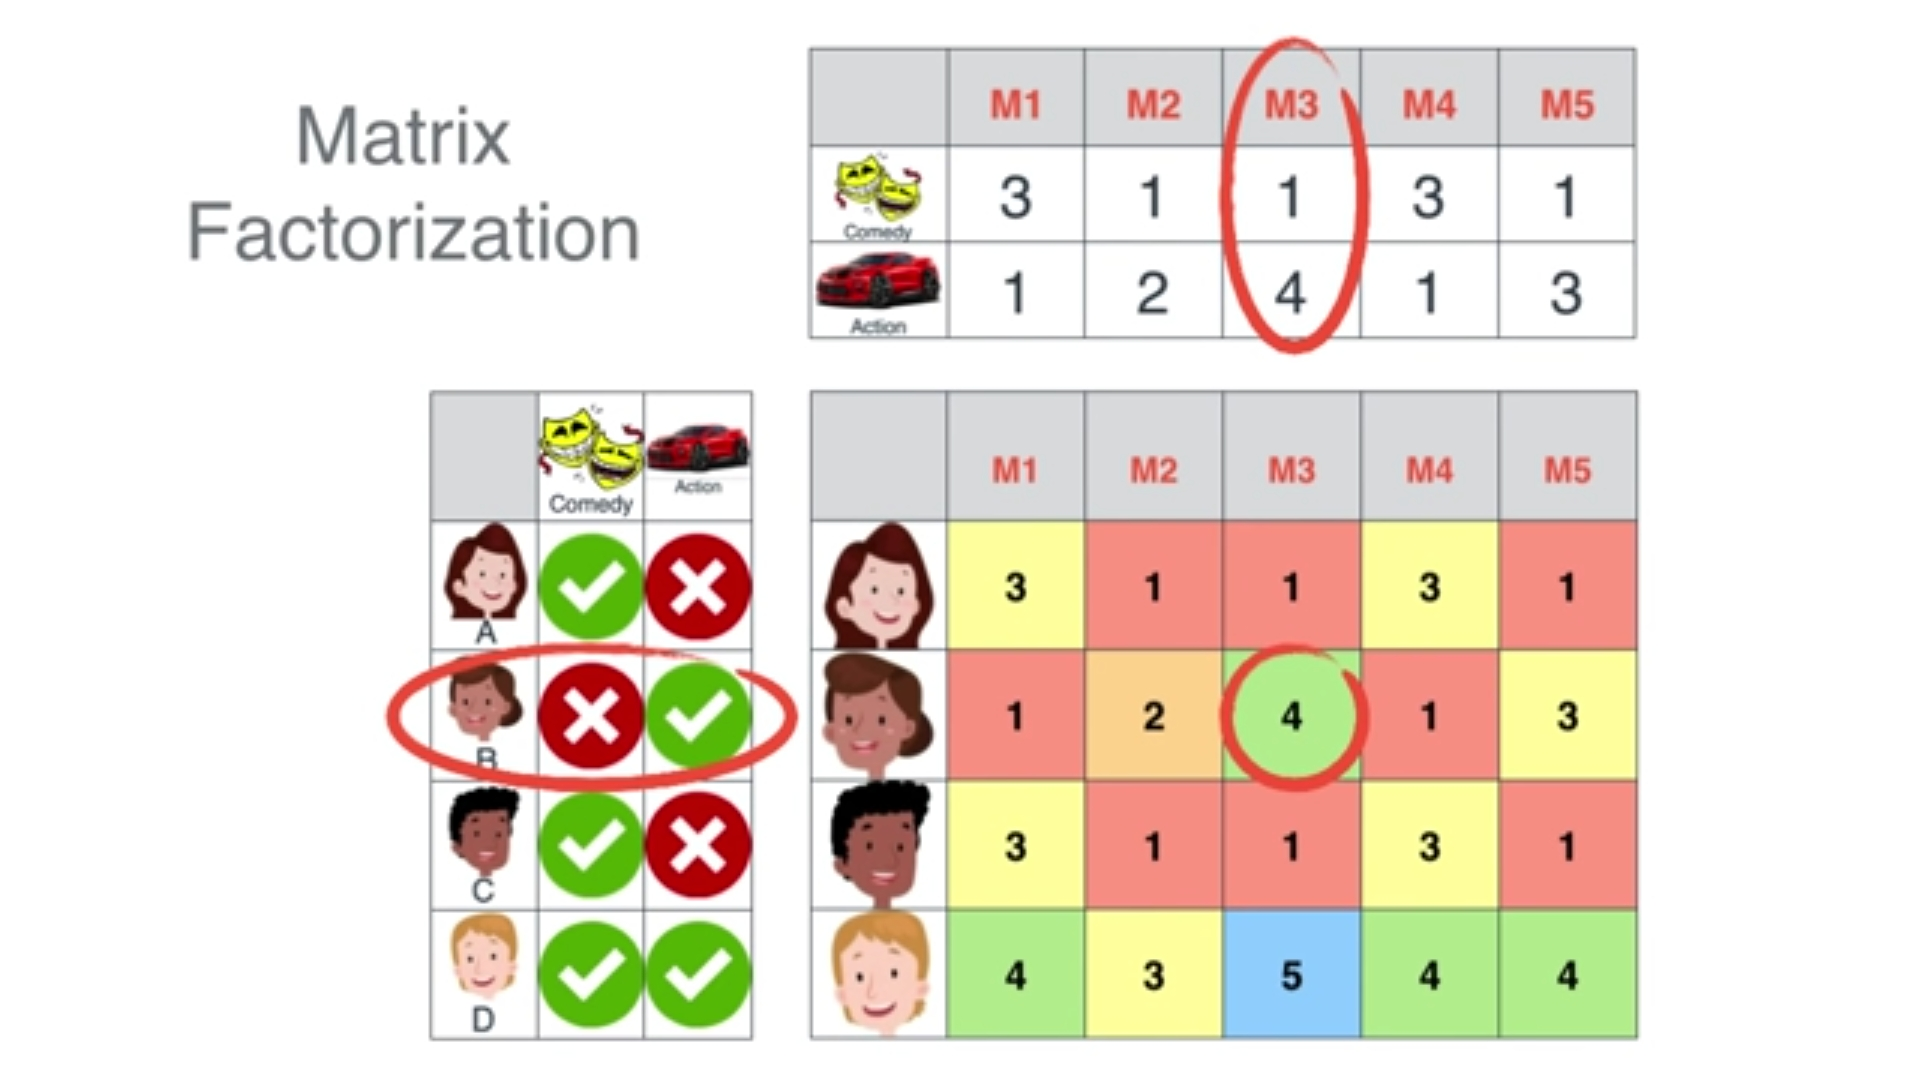 Matrix
Factorization
M1 M2 M3 M4 M5
Comedy 3 1 1 3 1
Action 1 2 4 1 3
Comedy Action
A
B
C
D
M1 M2 M3 M4 M5
3 1 1 3 1
1 2 4 1 3
3 1 1 3 1
4 3 5 4 4